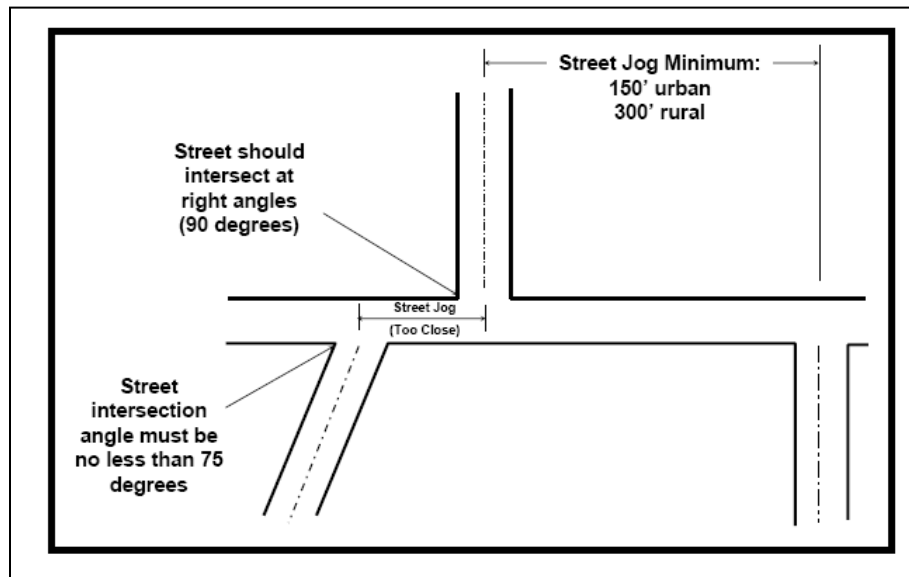 Street Jog Minimum:
150’ urban
300’ rural
Street should
intersect at
right angles
(90 degrees)
Street Jog
(Too Close)
Street
intersection
angle must be
no less than 75
degrees